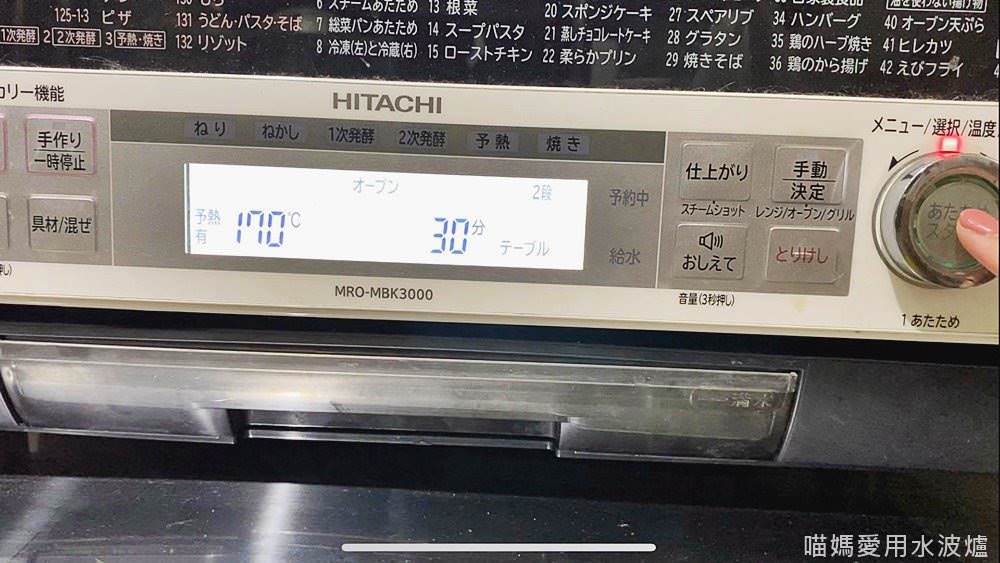 125-1-3 ピザ
1次発酵 2 2次発酵 3 予熱・焼き
131 うどん・パスタ・そば
132 リゾット
6 スチームあたため
7 総菜パンあたため
8 冷凍(左)と冷蔵(右)
13 根菜
14 スープパスタ
15 ローストチキン
20 スポンジケーキ
21 蒸しチョコレートケーキ
22 柔らかプリン
27 スペアリブ
28 グラタン
29 焼きそば
34 ハンバーグ
35 鶏のハーブ焼き
36 鶏のから揚げ
油を使わない揚げ物
40 オーブン天ぷら
41 ヒレカツ
42 えびフライ
カリー機能
HITACHI
メニュー/選択/温度
ねり ねかし 1次発酵 2次発酵 予熱 焼き
手作り
一時停止
具材/混ぜ
オーブン 2段
予熱
有
170℃
30分
テーブル
予約中
給水
仕上がり
スチームショット
手動
決定
レンジ/オーブン/グリル
おしえて
音量(3秒押し)
とりけし
あたため
1 あたため
MRO-MBK3000
満水
喵媽愛用水波爐